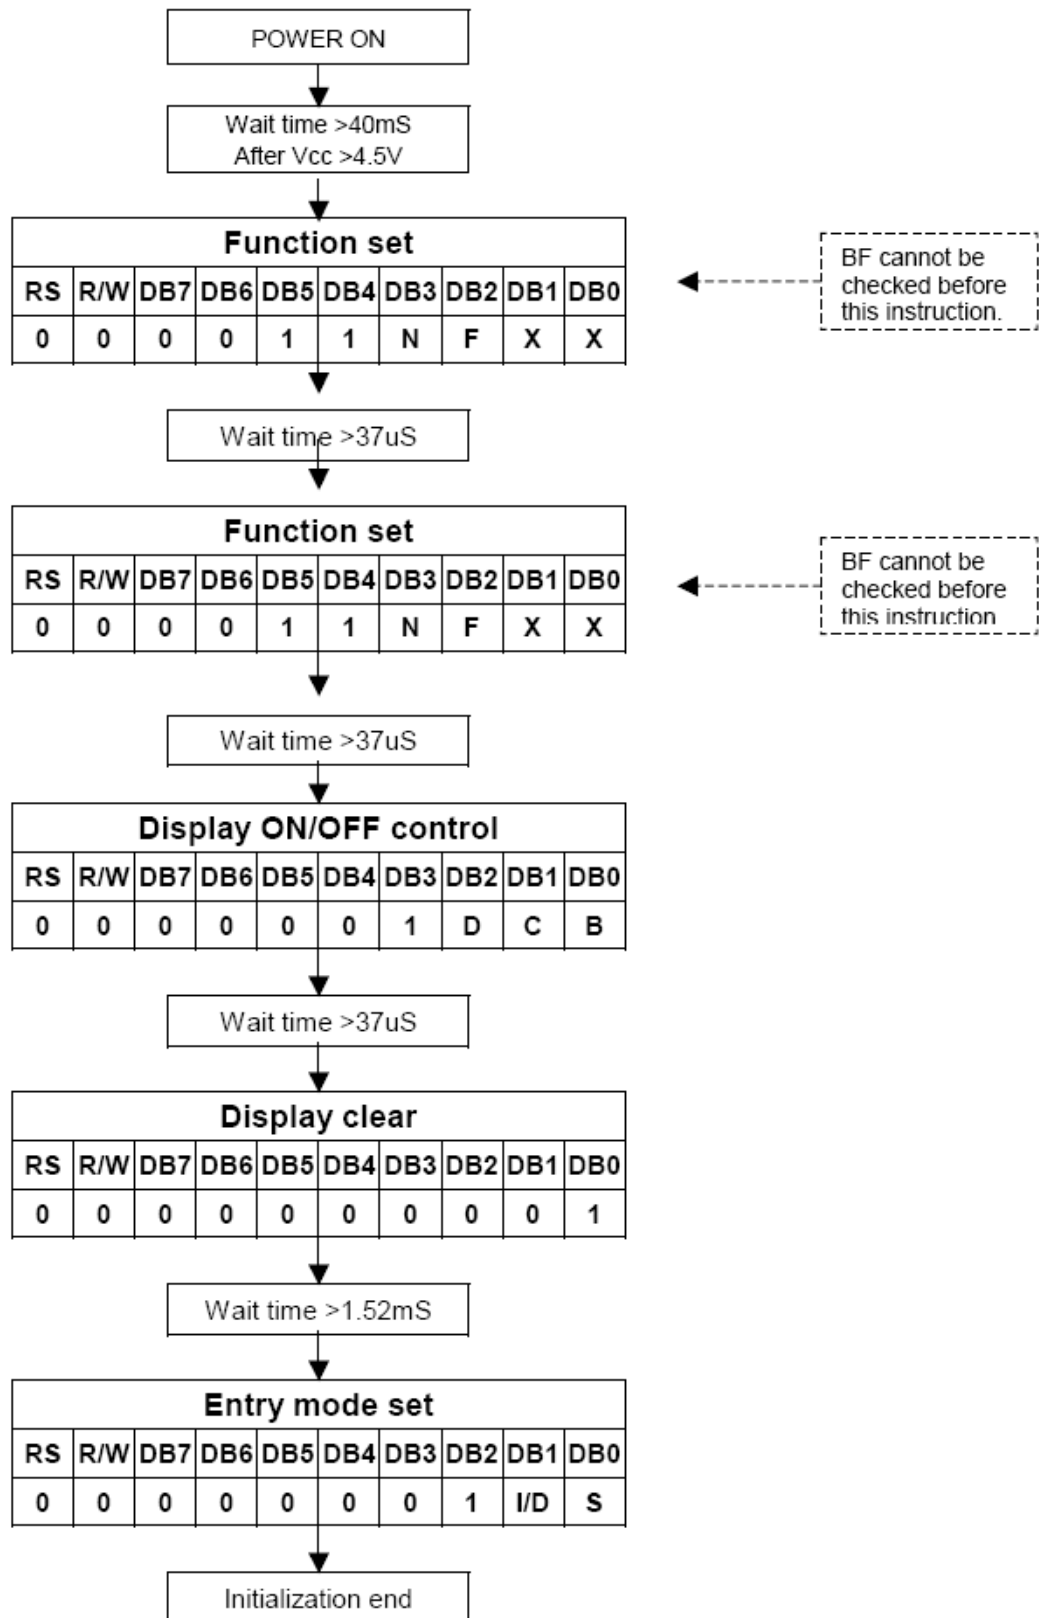 POWER ON
Wait time >40mS
After Vcc >4.5V
Function set
RS R/W DB7 DB6 DB5 DB4 DB3 DB2 DB1 DB0
0 0 0 0 1 1 N F X X
BF cannot be
checked before
this instruction.
Wait time >37uS
Function set
RS R/W DB7 DB6 DB5 DB4 DB3 DB2 DB1 DB0
0 0 0 0 1 1 N F X X
BF cannot be
checked before
this instruction
Wait time >37uS
Display ON/OFF control
RS R/W DB7 DB6 DB5 DB4 DB3 DB2 DB1 DB0
0 0 0 0 0 0 1 D C B
Wait time >37uS
Display clear
RS R/W DB7 DB6 DB5 DB4 DB3 DB2 DB1 DB0
0 0 0 0 0 0 0 0 0 1
Wait time >1.52mS
Entry mode set
RS R/W DB7 DB6 DB5 DB4 DB3 DB2 DB1 DB0
0 0 0 0 0 0 0 1 I/D S
Initialization end